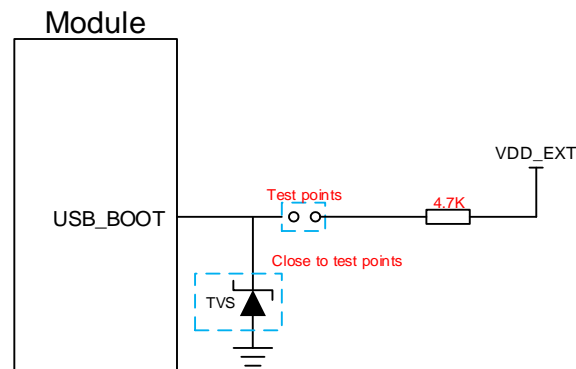 Module
VDD_EXT
Test points
4.7K
USB_BOOT
Close to test points
TVS